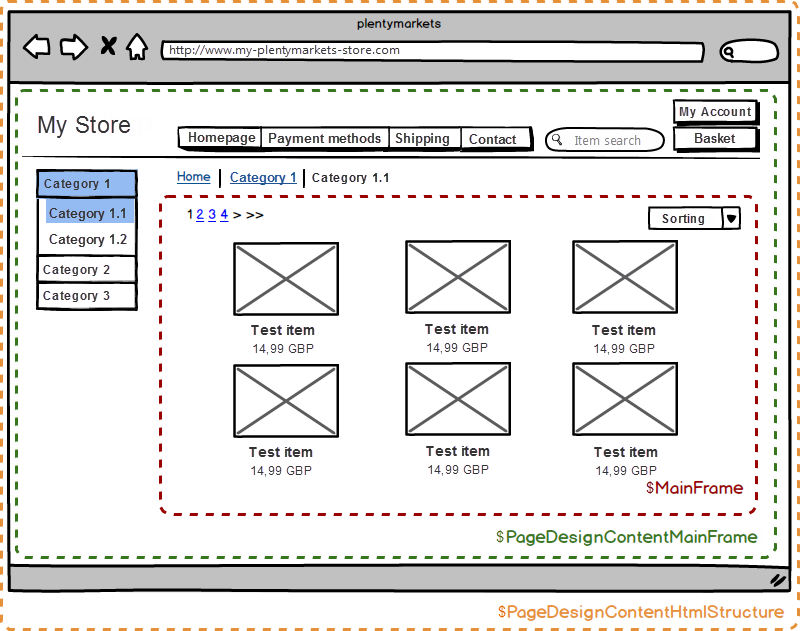 plentymarkets
http://www.my-plentymarkets-store.com
My Store
Homepage Payment methods Shipping Contact
Item search
My Account
Basket
Category 1
Category 1.1
Category 1.2
Category 2
Category 3
Home Category 1 Category 1.1
1 2 3 4 > >>
Sorting
Test item Test item Test item
14,99 GBP 14,99 GBP 14,99 GBP
Test item Test item Test item
14,99 GBP 14,99 GBP 14,99 GBP
$MainFrame
$PageDesignContentMainFrame
$PageDesignContentHtmlStructure